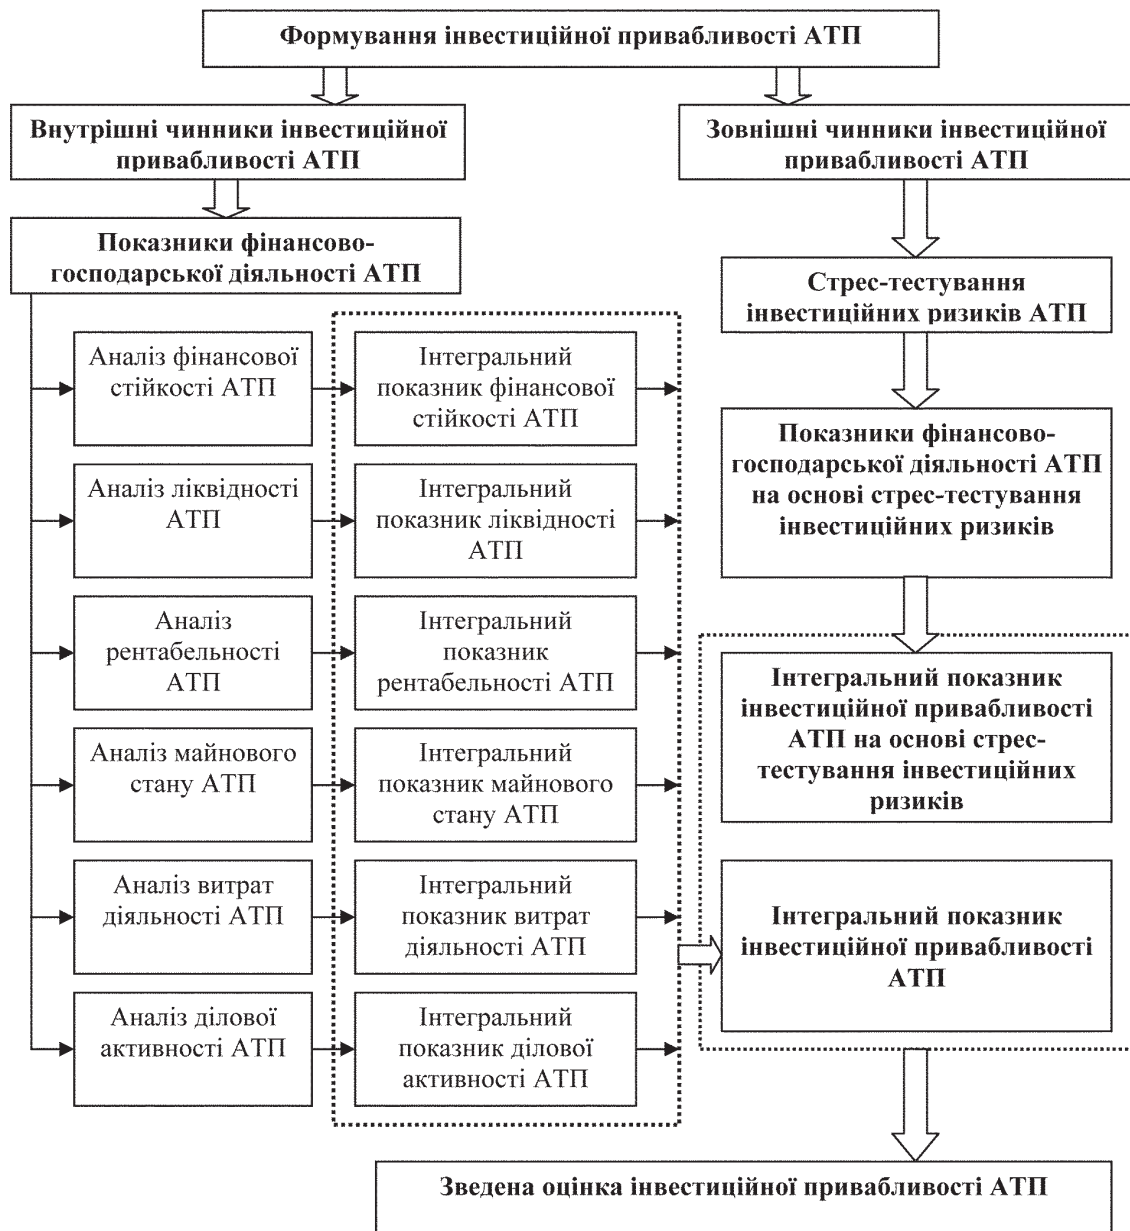 Формування інвестиційної привабливості АТП
Внутрішні чинники інвестиційної
привабливості АТП
Зовнішні чинники інвестиційної
привабливості АТП
Показники фінансово-
господарської діяльності АТП
Стрес-тестування
інвестиційних ризиків АТП
Аналіз фінансової
стійкості АТП
Інтегральний
показник фінансової
стійкості АТП
Аналіз ліквідності
АТП
Інтегральний
показник ліквідності
АТП
Аналіз
рентабельності
АТП
Інтегральний
показник
рентабельності АТП
Аналіз майнового
стану АТП
Інтегральний
показник майнового
стану АТП
Аналіз витрат
діяльності АТП
Інтегральний
показник витрат
діяльності АТП
Аналіз ділової
активності АТП
Інтегральний
показник ділової
активності АТП
Показники фінансово-
господарської діяльності АТП
на основі стрес-тестування
інвестиційних ризиків
Інтегральний показник
інвестиційної привабливості
АТП на основі стрес-
тестування інвестиційних
ризиків
Інтегральний показник
інвестиційної привабливості
АТП
Зведена оцінка інвестиційної привабливості АТП